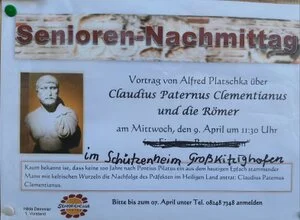 Senioren-Nachmittag
Vortrag von Alfred Platschka über
Claudius Paternus Clementianus
und die Römer
am Mittwoch, den 9. April um 11:30 Uhr
im Schützenheim Großkitzighofen
Kaum bekannt ist, dass keine 100 Jahre nach Pontius Pilatus ein aus dem heutigen Epfach stammender
Mann mit keltischen Wurzeln die Nachfolge des Präfekten im Heiligen Land antrat: Claudius Paternus
Clementianus.
1. Vorstand
Bitte bis zum 07. April unter Tel. 08248 7948 anmelden